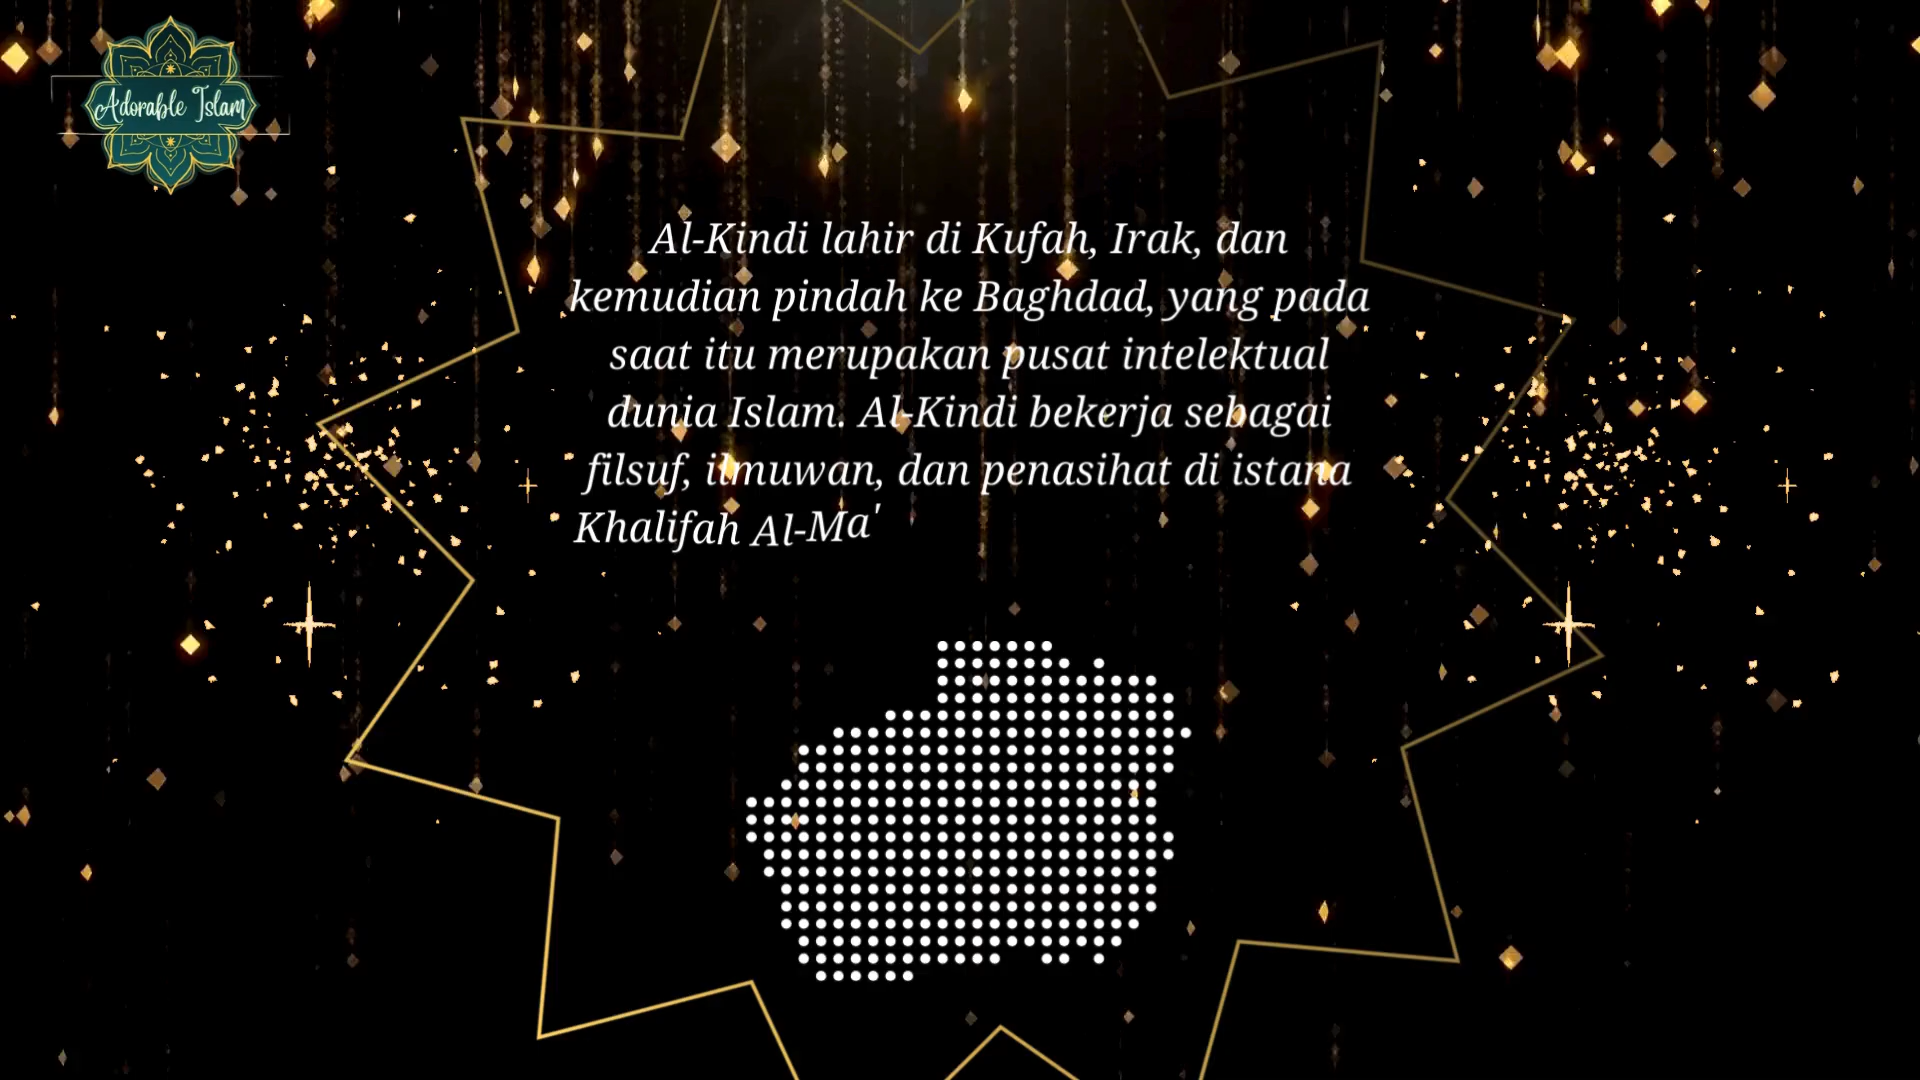 Adorable Islam
Al-Kindi lahir di Kufah, Irak, dan
kemudian pindah ke Baghdad, yang pada
saat itu merupakan pusat intelektual
dunia Islam. Al-Kindi bekerja sebagai
filsuf, ilmuwan, dan penasihat di istana
Khalifah Al-Ma'